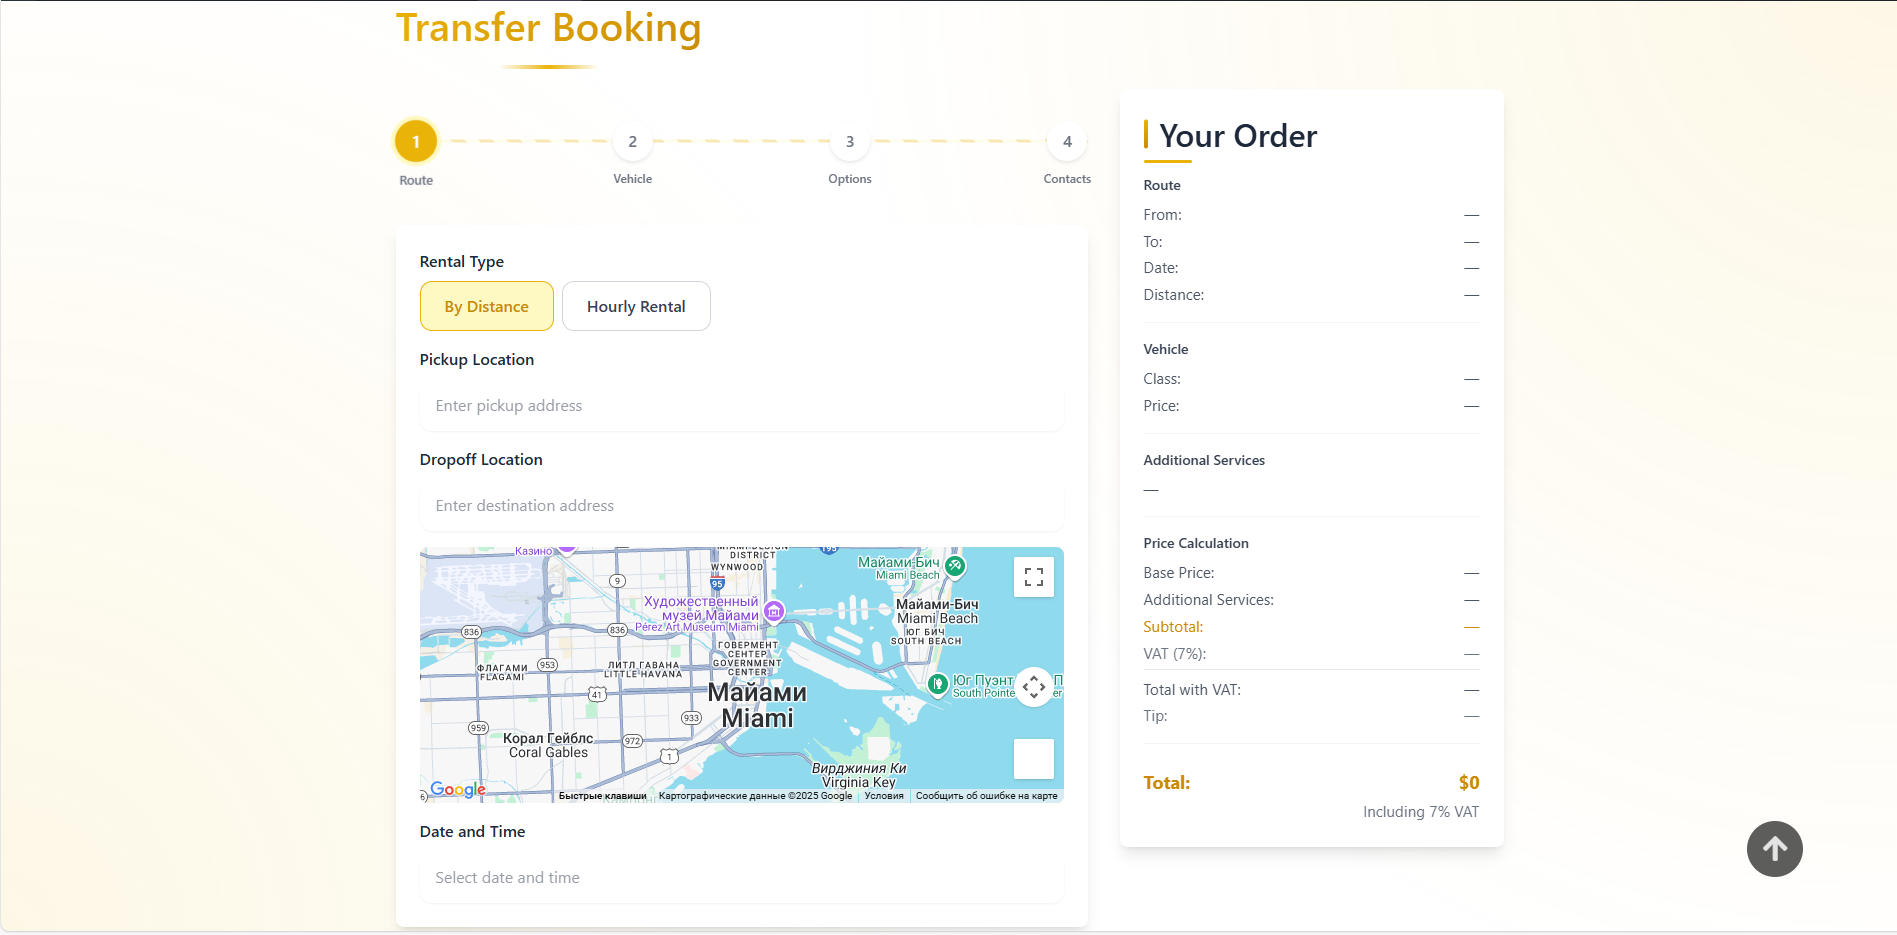 Transfer Booking
1
2
3
4
Route
Vehicle
Options
Contacts
Rental Type
By Distance
Hourly Rental
Pickup Location
Enter pickup address
Dropoff Location
Enter destination address
Казино
DISTRICT
WYNWOOD
195
95
9
Майами-Бич
Miami Beach
Художественный
музей Майами
Pérez Art Museum Miami
Майами-Бич
Miami Beach
ЮГ БИЧ
SOUTH BEACH
836
836
ГОВЕРМЕНТ
СЕНТЕР
GOVERNMENT
CENTER
ФЛАГАМИ
FLAGAMI
953
ЛИТЛ ГАВАНА
LITTLE HAVANA
41
Юг Пуэнт
South Pointe
Майами
Miami
933
959
972
1
Корал Гейблс
Coral Gables
Вирджиния Ки
Virginia Key
Google
Быстрые клавиши
Картографические данные ©2025 Google
Условия
Сообщить об ошибке на карте
Date and Time
Select date and time
Your Order
Route
From: —
To: —
Date: —
Distance: —
Vehicle
Class: —
Price: —
Additional Services
—
Price Calculation
Base Price: —
Additional Services: —
Subtotal: —
VAT (7%): —
Total with VAT: —
Tip: —
Total: $0
Including 7% VAT